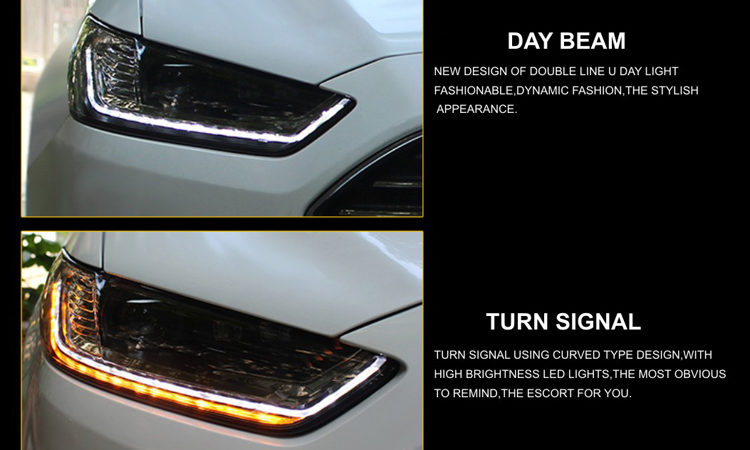 DAY BEAM
NEW DESIGN OF DOUBLE LINE U DAY LIGHT
FASHIONABLE,DYNAMIC FASHION,THE STYLISH
APPEARANCE.
TURN SIGNAL
TURN SIGNAL USING CURVED TYPE DESIGN,WITH
HIGH BRIGHTNESS LED LIGHTS,THE MOST OBVIOUS
TO REMIND,THE ESCORT FOR YOU.